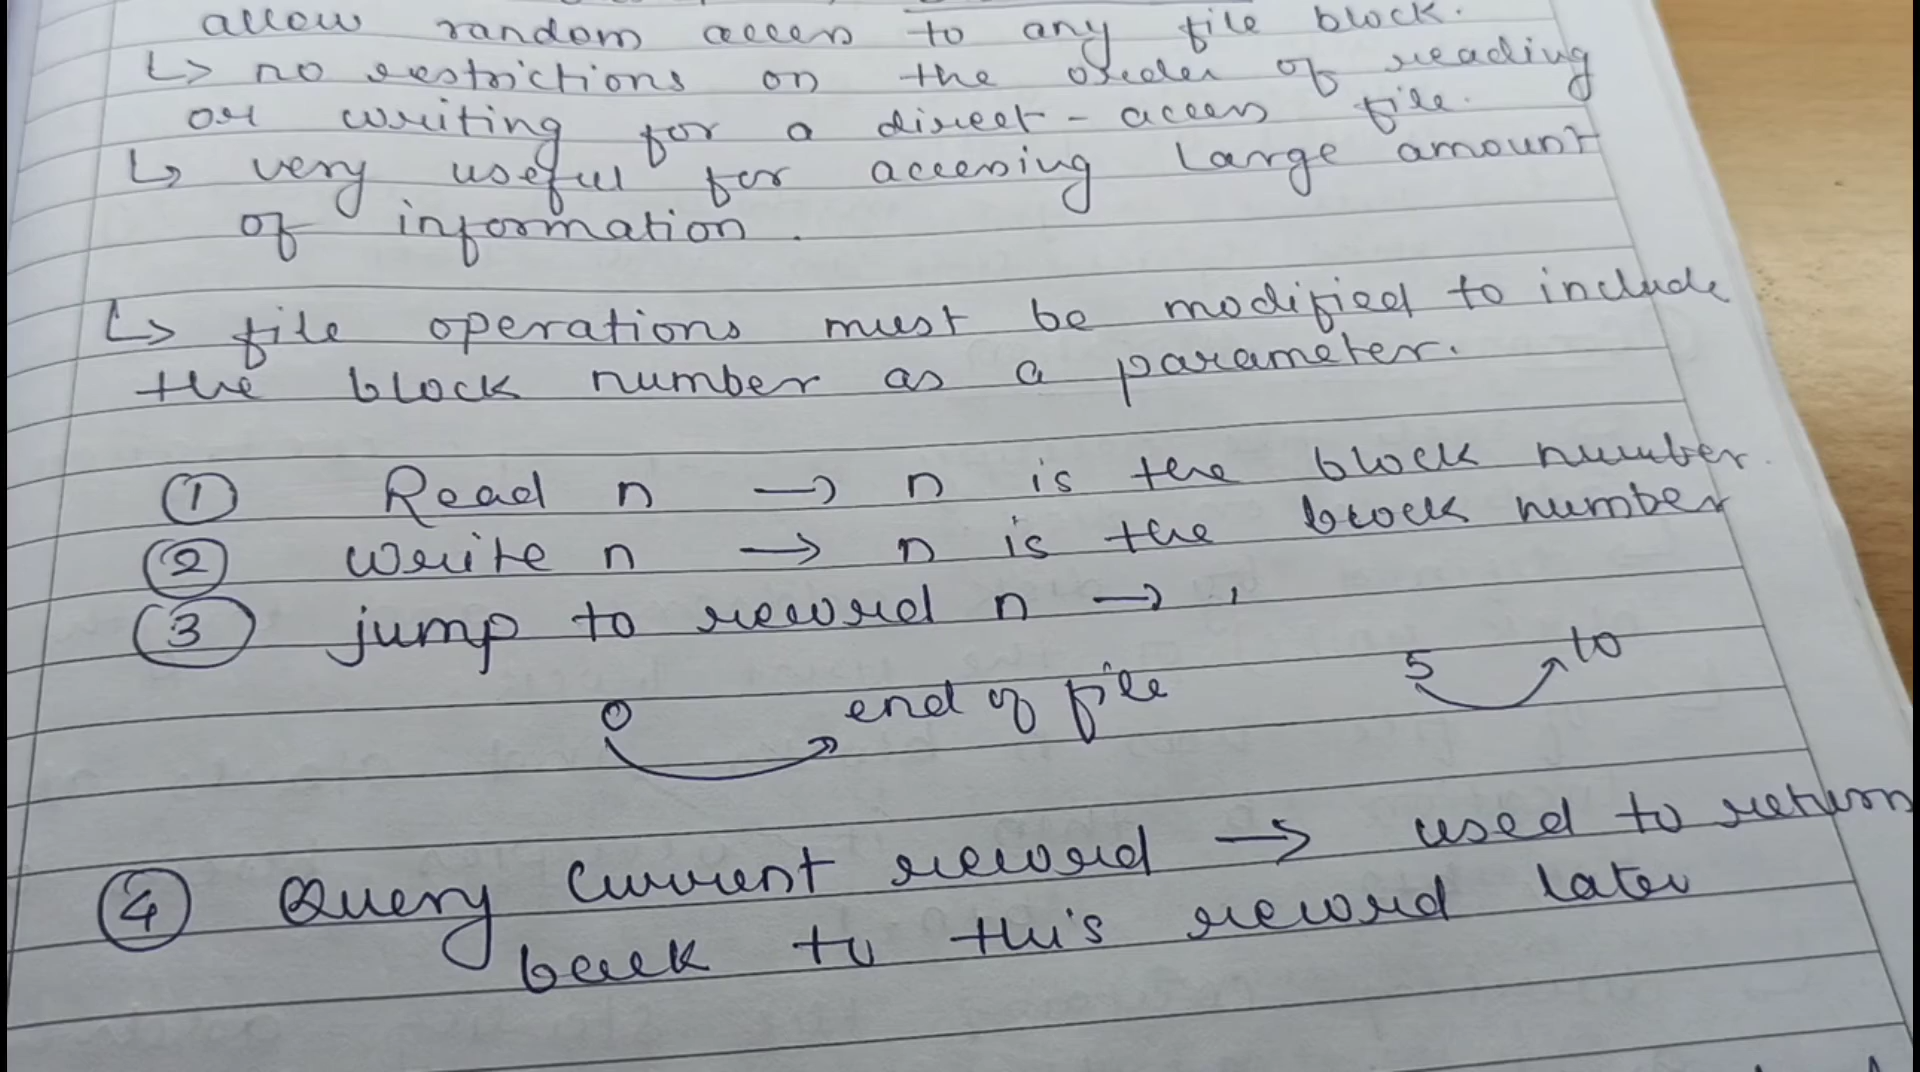 allow random access to any file block.
↳ no restrictions on the order of reading
or writing for a direct-access file.
↳ very useful for accessing large amount
of information.
↳ file operations must be modified to include
the block number as a parameter.
① Read n → n is the block number.
② Write n → n is the block number
③ jump to record n →
0 end of file 5 10
④ Query current record → used to return
back to this record later